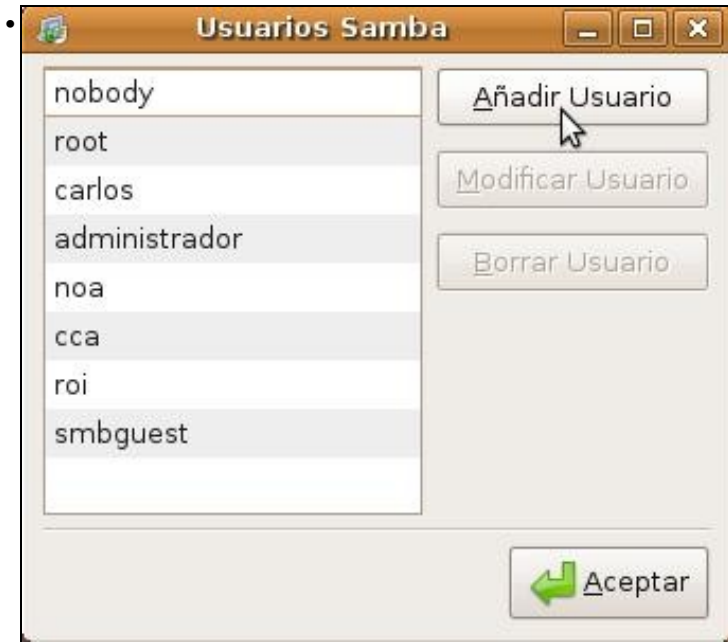 Usuarios Samba
nobody
Añadir Usuario
root
carlos
Modificar Usuario
administrador
Borrar Usuario
noa
cca
roi
smbguest
Aceptar